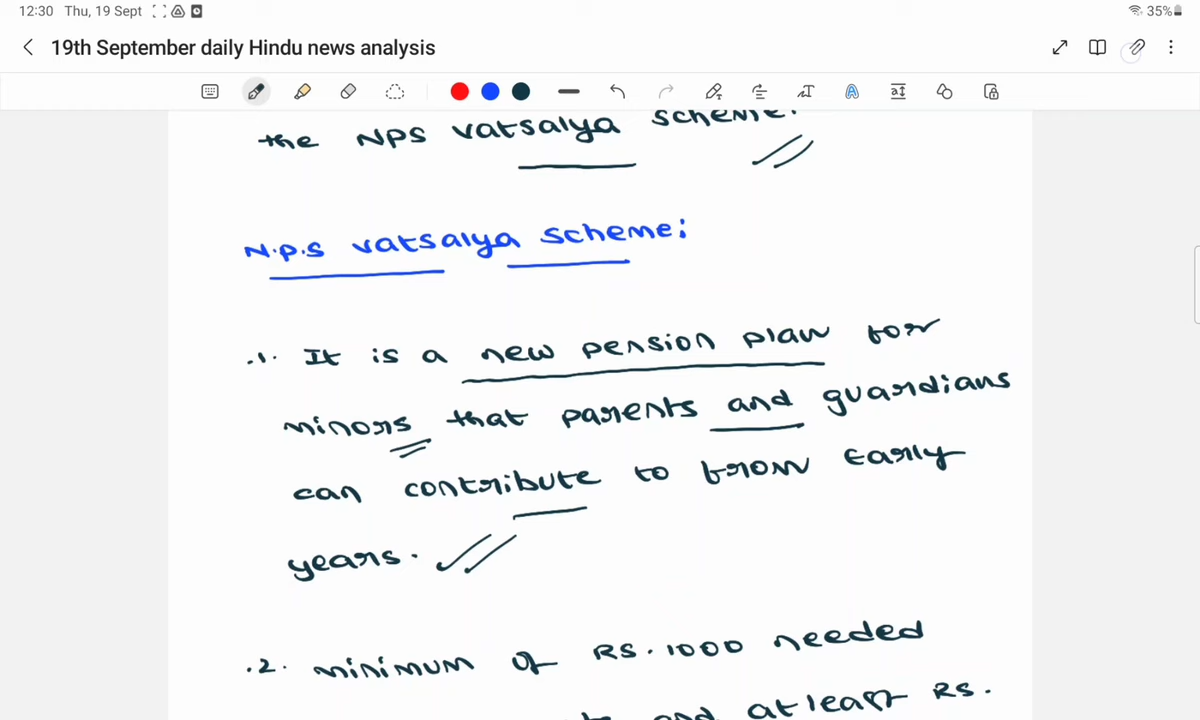 12:30 Thu, 19 Sept 35%
19th September daily Hindu news analysis
the NPS vatsalya scheme.
N.P.S vatsalya scheme:
.1. It is a new pension plan for
minors that parents and guardians
can contribute to from early
years.
.2. minimum of RS.1000 needed
and atleast RS.